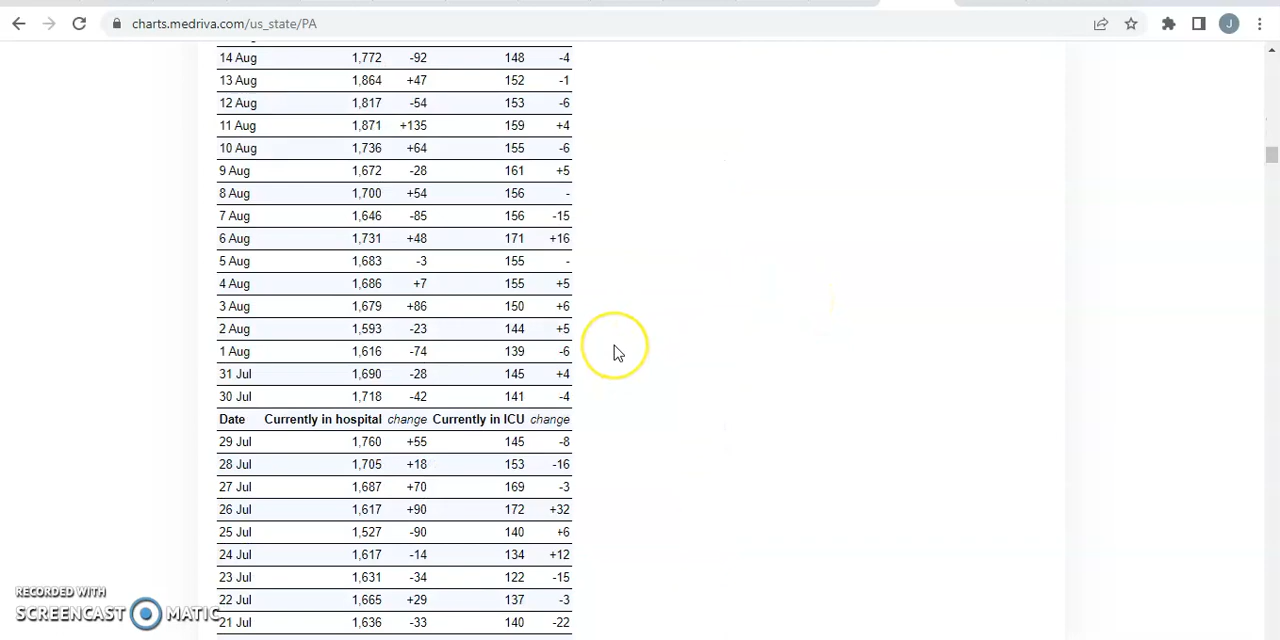 charts.medriva.com/us_state/PA
J
14 Aug 1,772 -92 148 -4
13 Aug 1,864 +47 152 -1
12 Aug 1,817 -54 153 -6
11 Aug 1,871 +135 159 +4
10 Aug 1,736 +64 155 -6
9 Aug 1,672 -28 161 +5
8 Aug 1,700 +54 156 -
7 Aug 1,646 -85 156 -15
6 Aug 1,731 +48 171 +16
5 Aug 1,683 -3 155 -
4 Aug 1,686 +7 155 +5
3 Aug 1,679 +86 150 +6
2 Aug 1,593 -23 144 +5
1 Aug 1,616 -74 139 -6
31 Jul 1,690 -28 145 +4
30 Jul 1,718 -42 141 -4
Date Currently in hospital change Currently in ICU change
29 Jul 1,760 +55 145 -8
28 Jul 1,705 +18 153 -16
27 Jul 1,687 +70 169 -3
26 Jul 1,617 +90 172 +32
25 Jul 1,527 -90 140 +6
24 Jul 1,617 -14 134 +12
23 Jul 1,631 -34 122 -15
22 Jul 1,665 +29 137 -3
21 Jul 1,636 -33 140 -22
RECORDED WITH
SCREENCAST MATIC